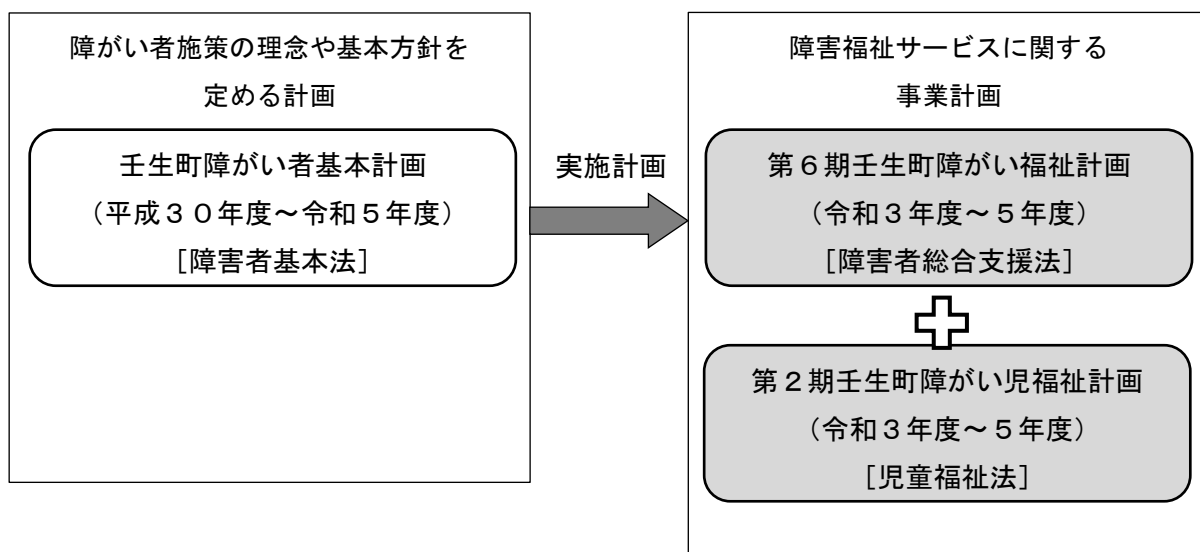 障がい者施策の理念や基本方針を
定める計画
壬生町障がい者基本計画
（平成３０年度～令和５年度）
［障害者基本法］
実施計画
障害福祉サービスに関する
事業計画
第６期壬生町障がい福祉計画
（令和３年度～５年度）
［障害者総合支援法］
第２期壬生町障がい児福祉計画
（令和３年度～５年度）
［児童福祉法］